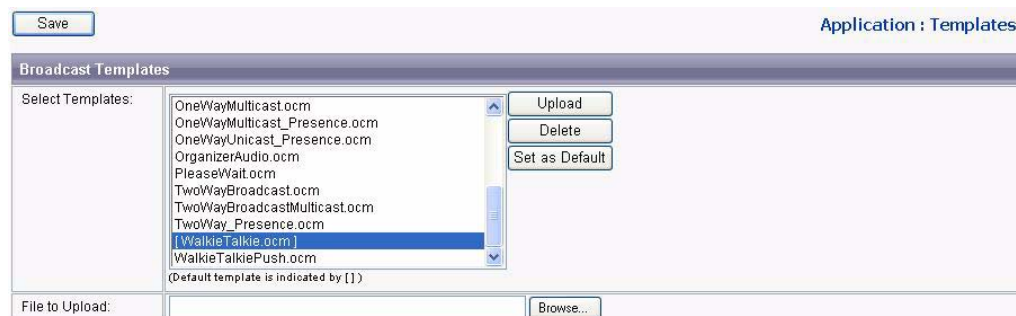 Save
Application : Templates
Broadcast Templates
Select Templates:
OneWayMulticast.ocm
OneWayMulticast_Presence.ocm
OneWayUnicast_Presence.ocm
OrganizerAudio.ocm
PleaseWait.ocm
TwoWayBroadcast.ocm
TwoWayBroadcastMulticast.ocm
TwoWay_Presence.ocm
[ WalkieTalkie.ocm ]
WalkieTalkiePush.ocm
Upload
Delete
Set as Default
(Default template is indicated by [ ] )
File to Upload:
Browse...